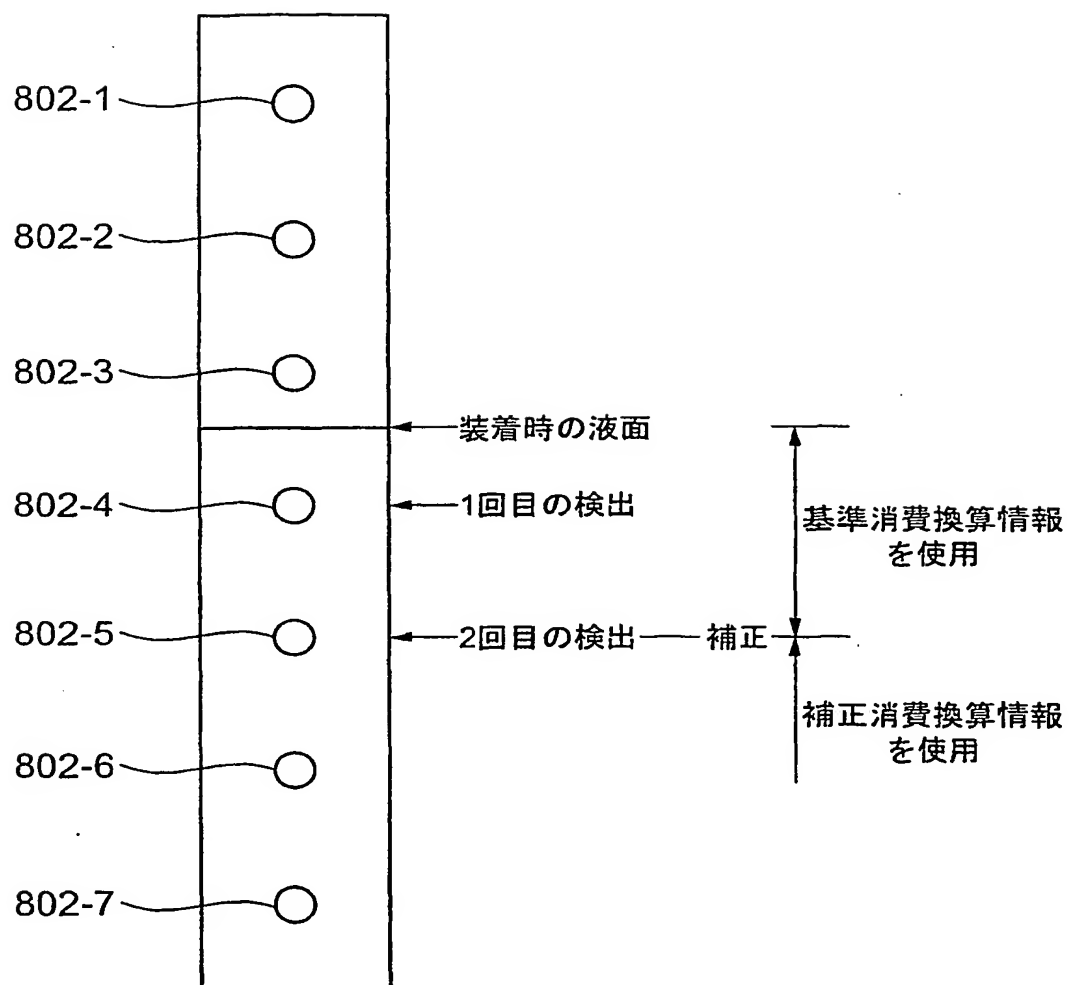 802-1
802-2
802-3
装着時の液面
802-4
1回目の検出
基準消費換算情報
を使用
802-5
2回目の検出
補正
補正消費換算情報
を使用
802-6
802-7